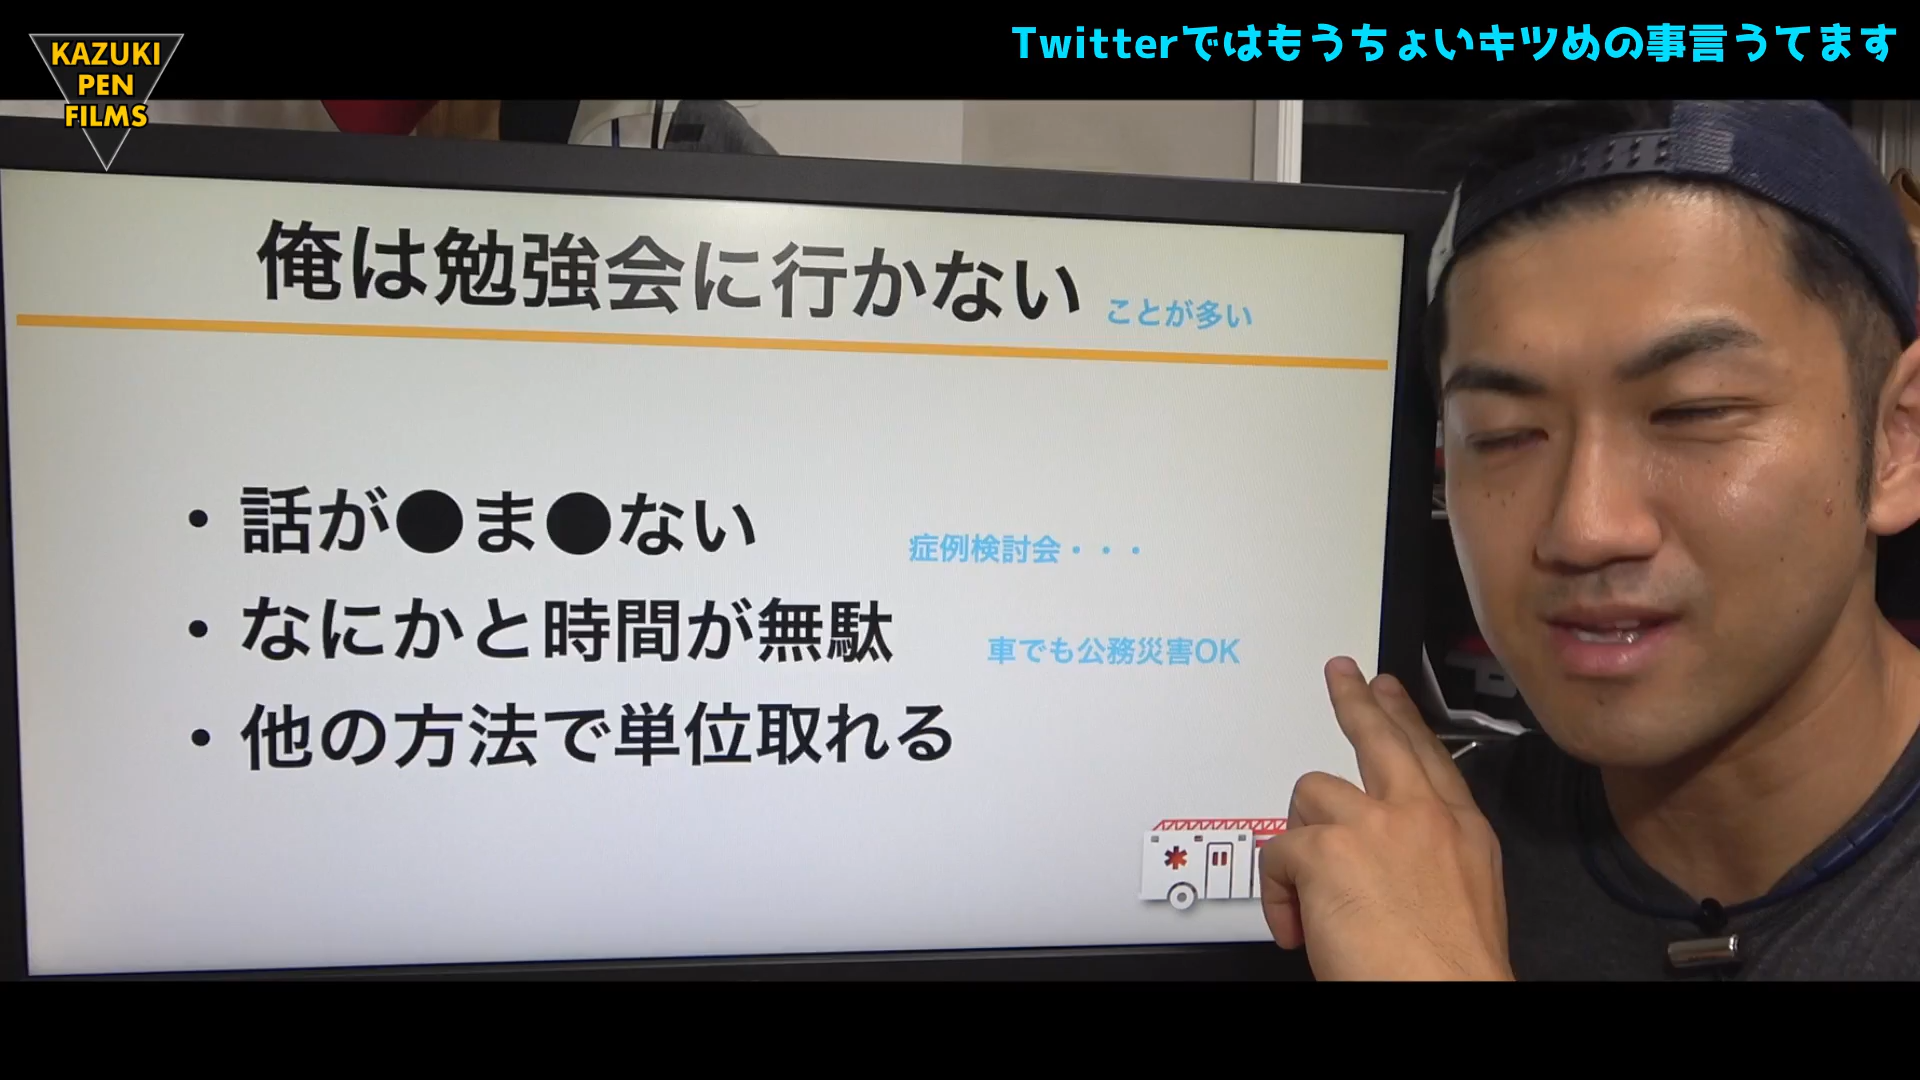 KAZUKI
PEN
FILMS
Twitterではもうちょいキツめの事言うてます
俺は勉強会に行かない ことが多い
・話が●ま●ない 症例検討会・・・
・なにかと時間が無駄 車でも公務災害OK
・他の方法で単位取れる